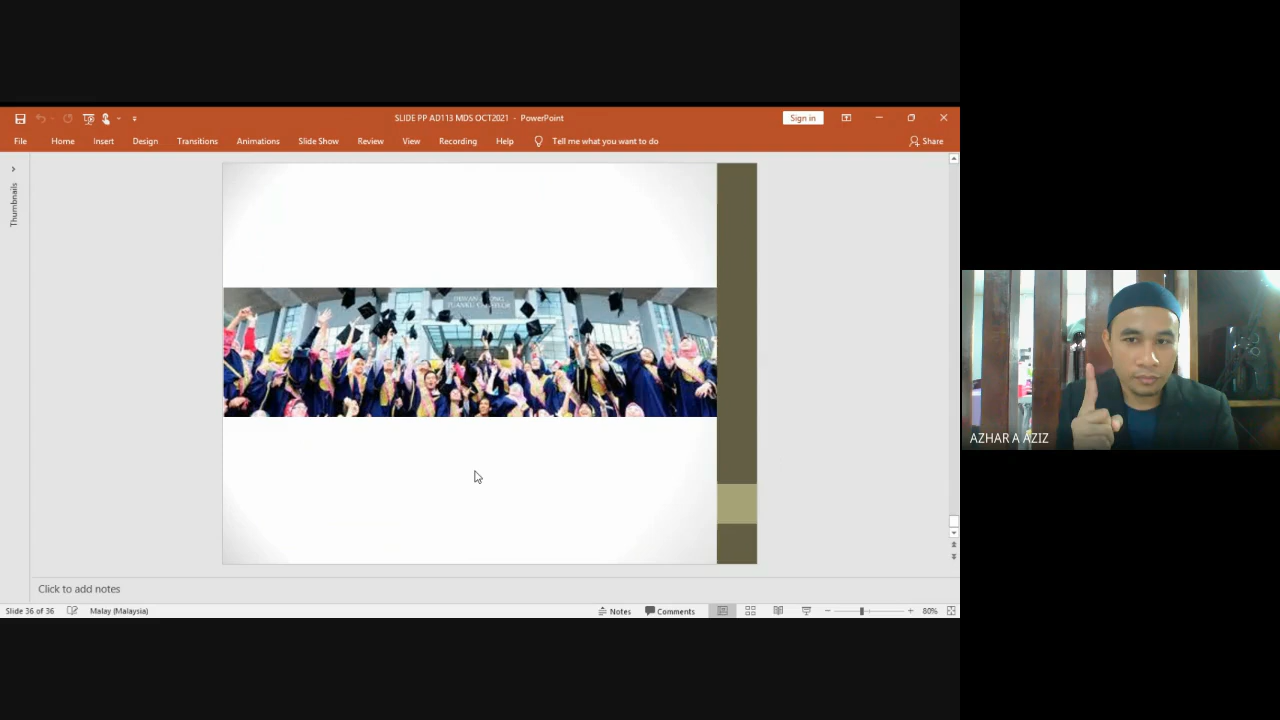 SLIDE PP AD113 MDS OCT2021 - PowerPoint
Sign in
File Home Insert Design Transitions Animations Slide Show Review View Recording Help Tell me what you want to do Share
Thumbnails
AZHAR A AZIZ
Click to add notes
Slide 36 of 36 Malay (Malaysia) Notes Comments 80%